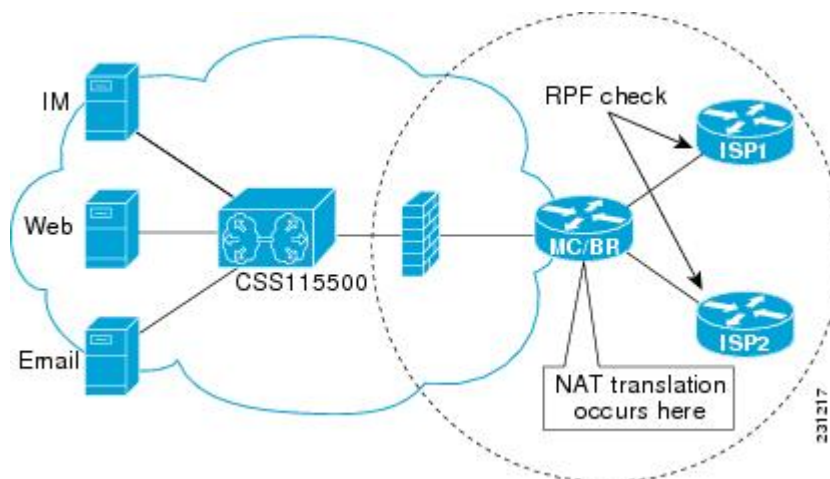 IM
RPF check
ISP1
Web
MC/BR
CSS115500
ISP2
Email
NAT translation
occurs here
231217